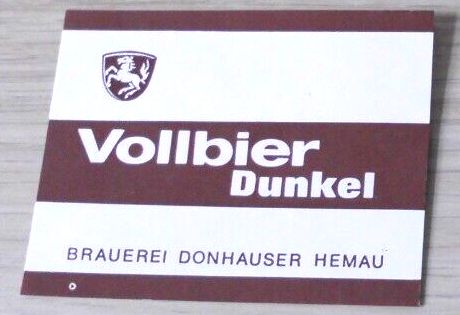 Vollbier
Dunkel
BRAUEREI DONHAUSER HEMAU